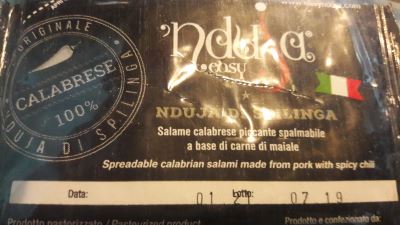 ORIGINALE
CALABRESE
100%
NDUJA DI SPILINGA
'nduja
easy
NDUJA DI SPILINGA
Salame calabrese piccante spalmabile
a base di carne di maiale
Spreadable calabrian salami made from pork with spicy chili
Data: 01 2 Lotto: 07 19
Prodotto pastorizzato / Pasteurized product
Prodotto e confezionato da: